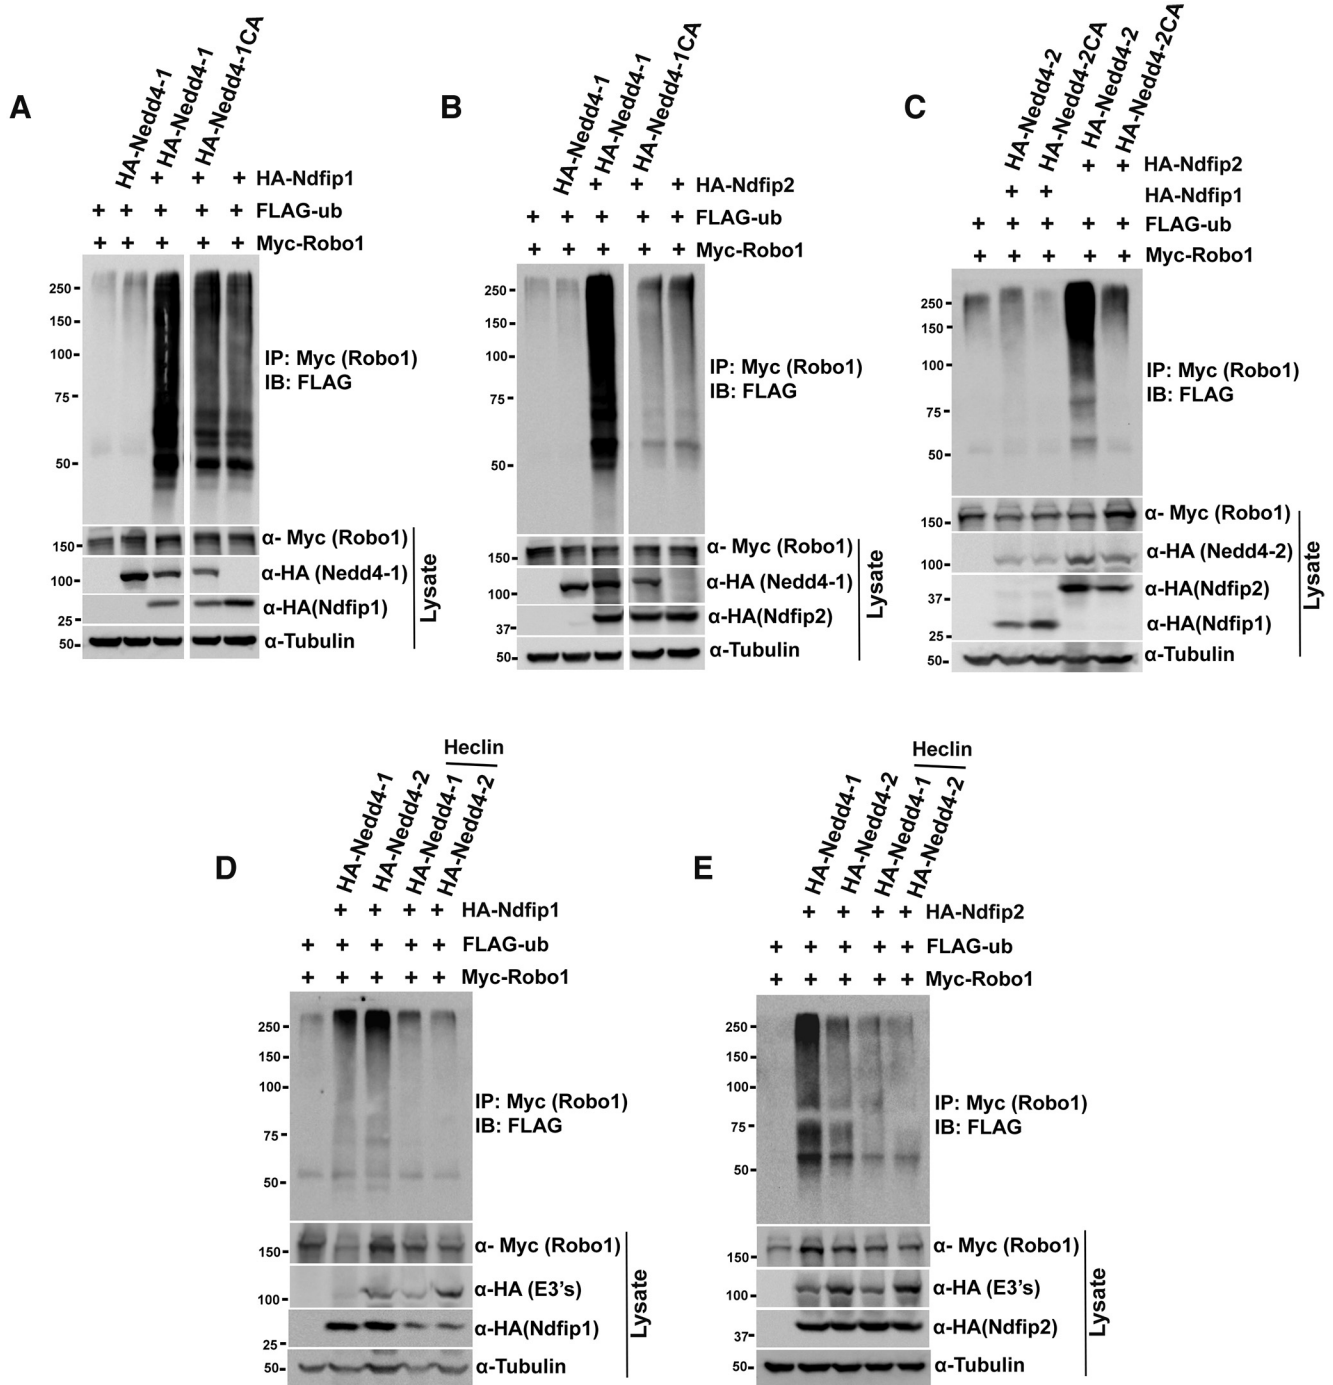 A
HA-Nedd4-1
HA-Nedd4-1
HA-Nedd4-1CA
+ + + HA-Ndfip1
+ + + + + FLAG-ub
+ + + + + Myc-Robo1
250
150
100
75
50
IP: Myc (Robo1)
IB: FLAG
150
α- Myc (Robo1)
100
α-HA (Nedd4-1)
25
α-HA(Ndfip1)
50
α-Tubulin
Lysate
B
HA-Nedd4-1
HA-Nedd4-1
HA-Nedd4-1CA
+ + + HA-Ndfip2
+ + + + + FLAG-ub
+ + + + + Myc-Robo1
250
150
100
75
50
IP: Myc (Robo1)
IB: FLAG
150
α- Myc (Robo1)
100
α-HA (Nedd4-1)
37
α-HA(Ndfip2)
50
α-Tubulin
Lysate
C
HA-Nedd4-2
HA-Nedd4-2CA
HA-Nedd4-2
HA-Nedd4-2CA
+ + HA-Ndfip2
+ + HA-Ndfip1
+ + + + + FLAG-ub
+ + + + + Myc-Robo1
250
150
100
75
50
IP: Myc (Robo1)
IB: FLAG
150
α- Myc (Robo1)
100
α-HA (Nedd4-2)
37
α-HA(Ndfip2)
25
α-HA(Ndfip1)
50
α-Tubulin
Lysate
D
Heclin
HA-Nedd4-1
HA-Nedd4-2
HA-Nedd4-1
HA-Nedd4-2
+ + + + HA-Ndfip1
+ + + + + FLAG-ub
+ + + + + Myc-Robo1
250
150
100
75
50
IP: Myc (Robo1)
IB: FLAG
150
α- Myc (Robo1)
100
α-HA (E3's)
25
α-HA(Ndfip1)
50
α-Tubulin
Lysate
E
Heclin
HA-Nedd4-1
HA-Nedd4-2
HA-Nedd4-1
HA-Nedd4-2
+ + + + HA-Ndfip2
+ + + + + FLAG-ub
+ + + + + Myc-Robo1
250
150
100
75
50
IP: Myc (Robo1)
IB: FLAG
150
α- Myc (Robo1)
100
α-HA (E3's)
37
α-HA(Ndfip2)
50
α-Tubulin
Lysate